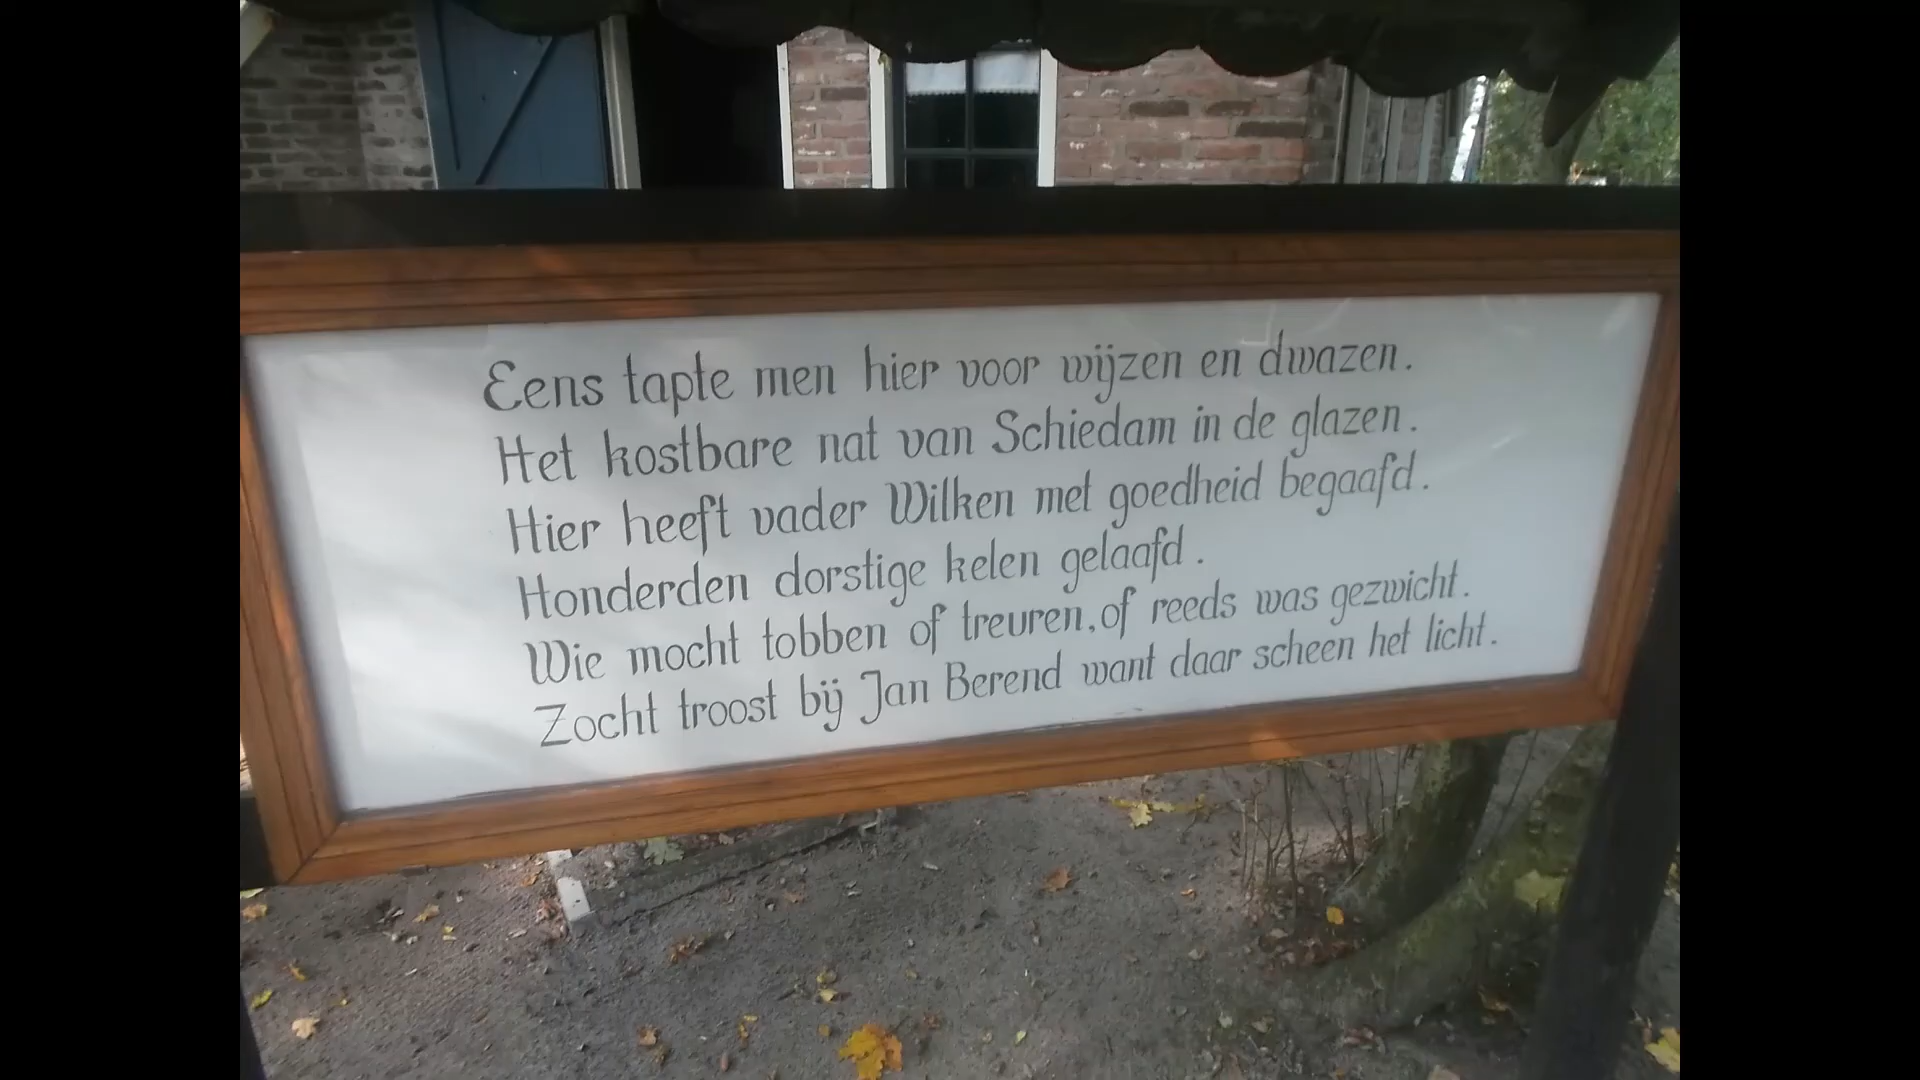 Eens tapte men hier voor wijzen en dwazen.
Het kostbare nat van Schiedam in de glazen.
Hier heeft vader Wilken met goedheid begaafd.
Honderden dorstige kelen gelaafd.
Wie mocht tobben of treuren, of reeds was gezwicht.
Zocht troost bij Jan Berend want daar scheen het licht.